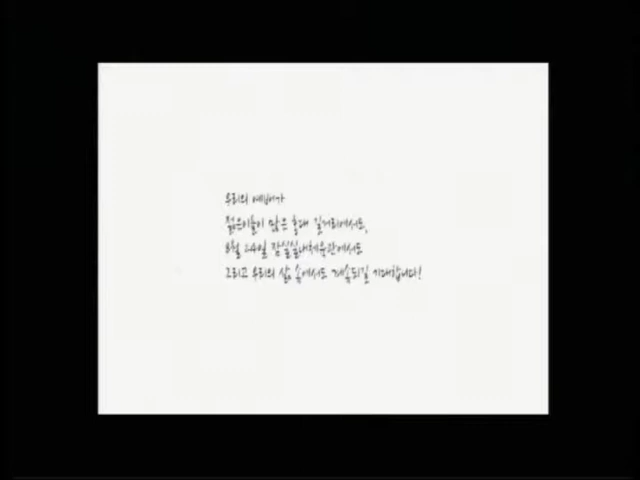 우리의 예배가
젊은이들이 많은 홍대 길거리에서도,
8월 24일 잠실실내체육관에서도
그리고 우리의 삶 속에서도 계속되길 기대합니다!